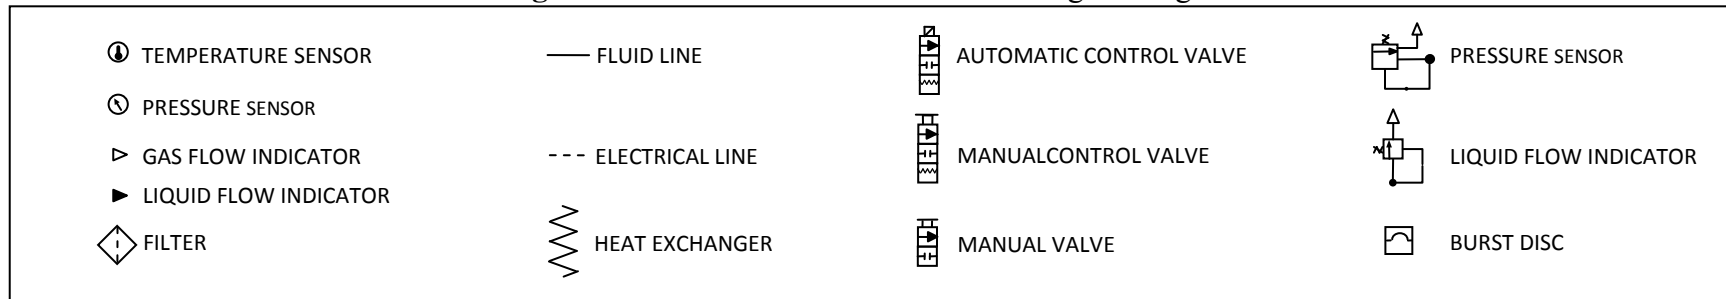 TEMPERATURE SENSOR
FLUID LINE
AUTOMATIC CONTROL VALVE
PRESSURE SENSOR
PRESSURE SENSOR
GAS FLOW INDICATOR
ELECTRICAL LINE
MANUALCONTROL VALVE
LIQUID FLOW INDICATOR
LIQUID FLOW INDICATOR
FILTER
HEAT EXCHANGER
MANUAL VALVE
BURST DISC